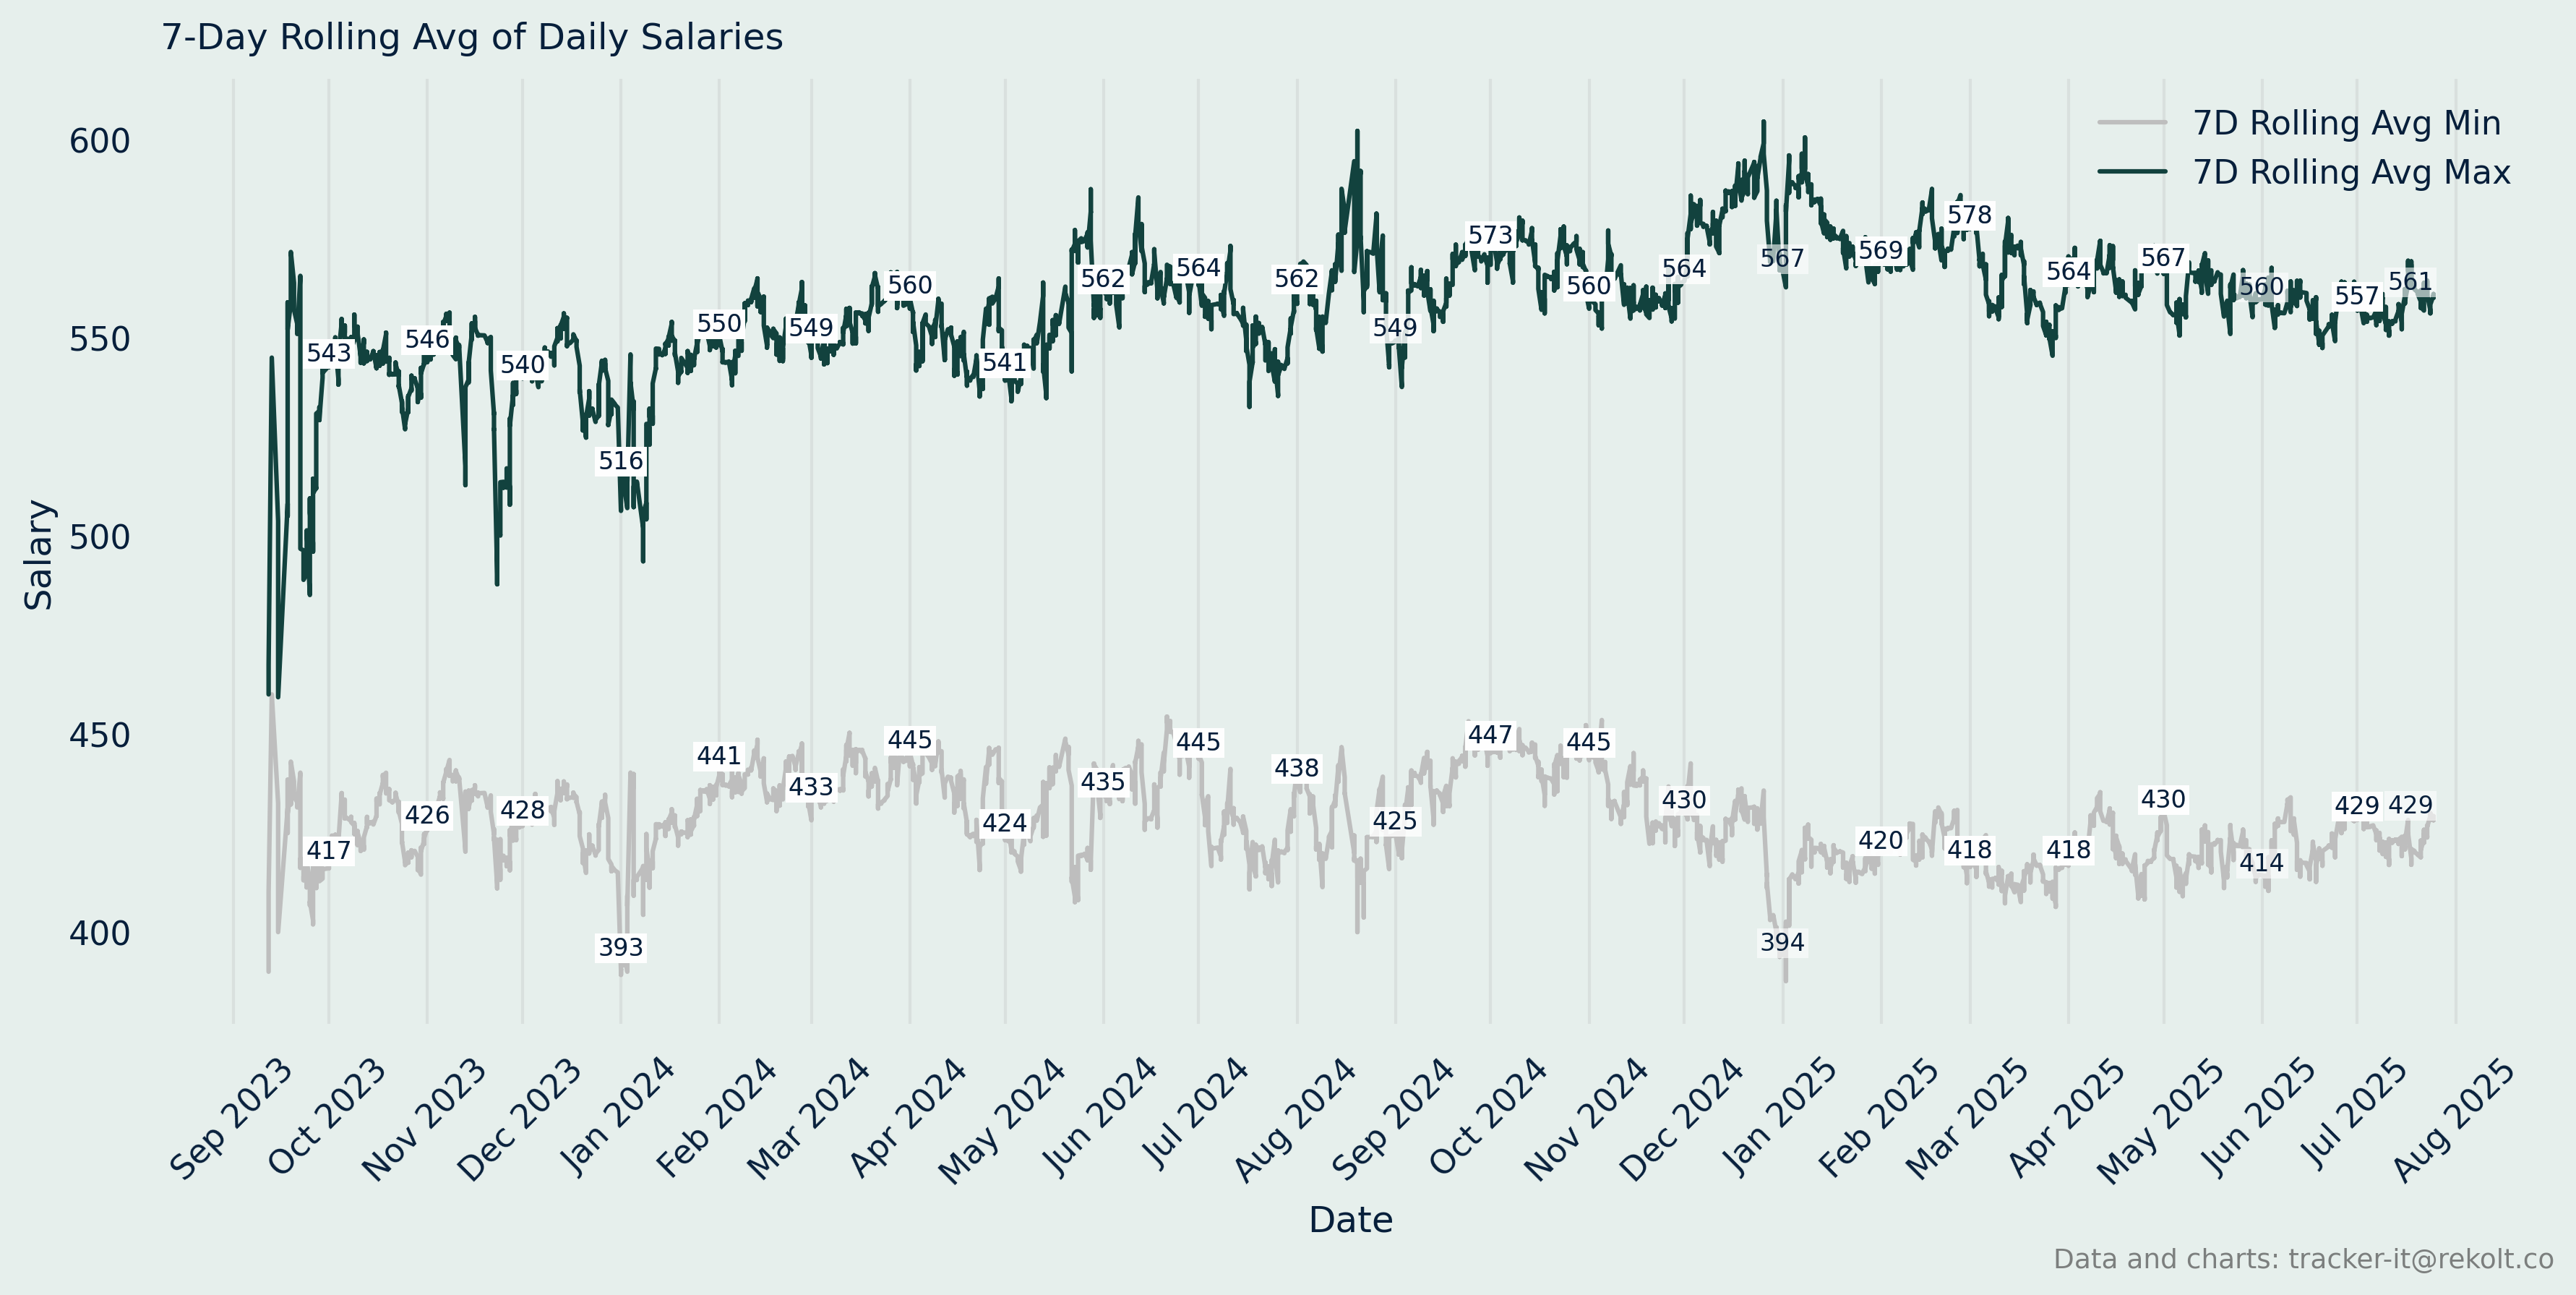 7-Day Rolling Avg of Daily Salaries
7D Rolling Avg Min
7D Rolling Avg Max
Salary
600
550
500
450
400
543
546
540
516
550
549
560
541
562
564
562
549
573
560
564
567
569
578
564
567
560
557
561
417
426
428
393
441
433
445
424
435
445
438
425
447
445
430
394
420
418
418
430
414
429
429
Sep 2023
Oct 2023
Nov 2023
Dec 2023
Jan 2024
Feb 2024
Mar 2024
Apr 2024
May 2024
Jun 2024
Jul 2024
Aug 2024
Sep 2024
Oct 2024
Nov 2024
Dec 2024
Jan 2025
Feb 2025
Mar 2025
Apr 2025
May 2025
Jun 2025
Jul 2025
Aug 2025
Date
Data and charts: tracker-it@rekolt.co